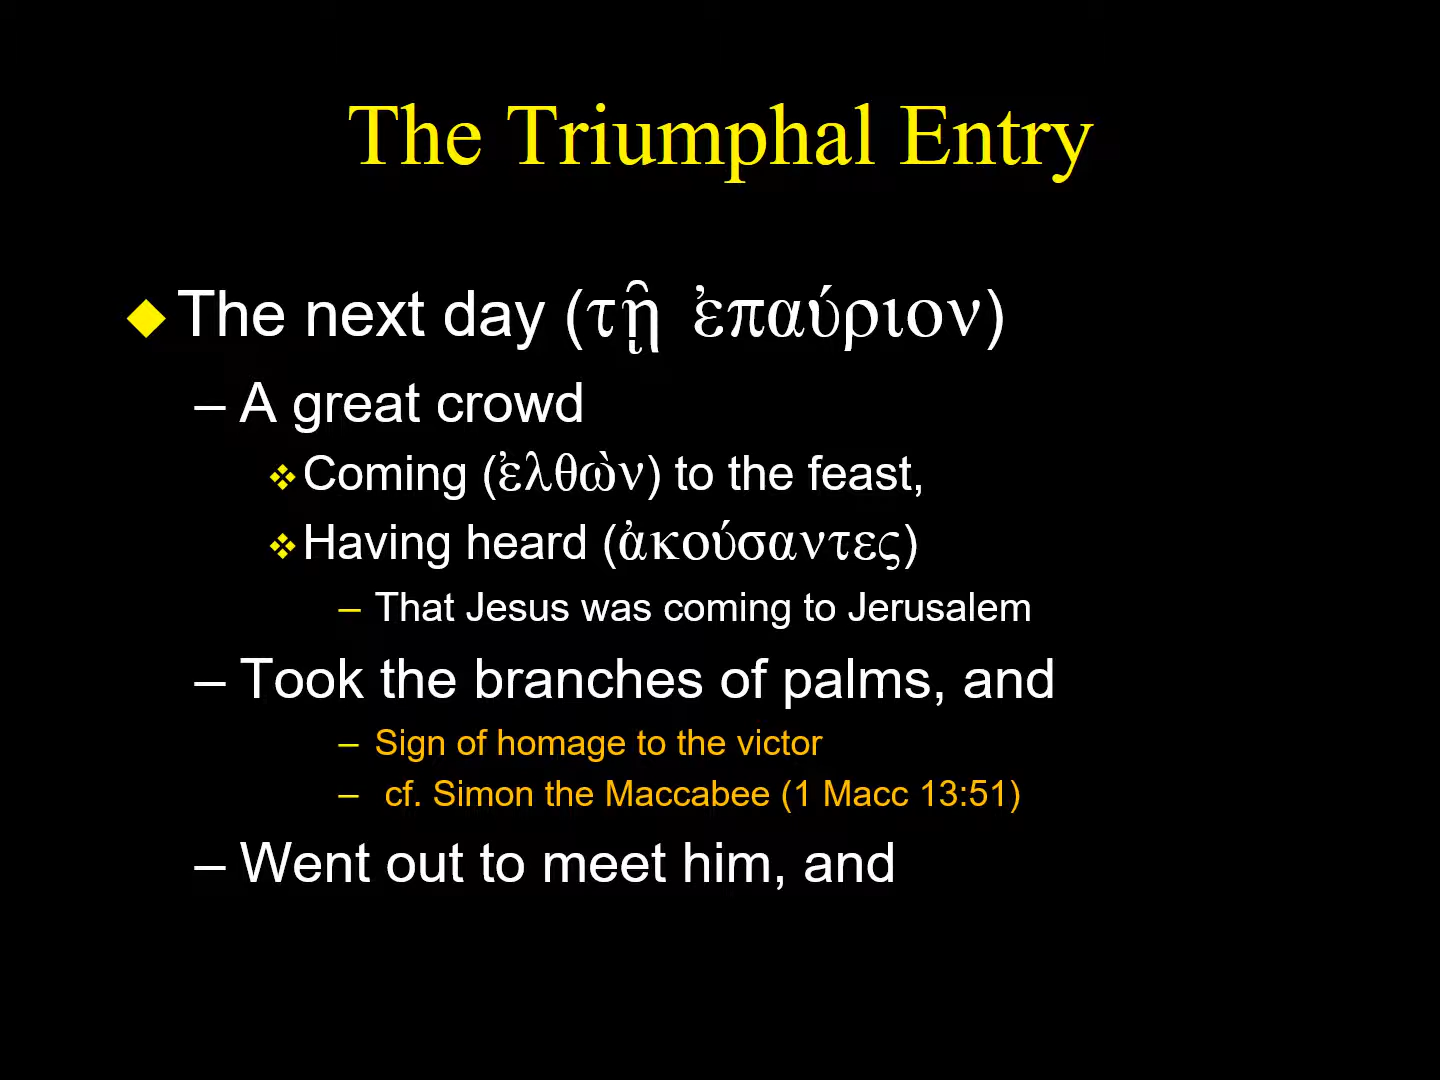 The Triumphal Entry
◆ The next day (τῇ ἐπαύριον)
– A great crowd
❖ Coming (ἐλθὼν) to the feast,
❖ Having heard (ἀκούσαντες)
– That Jesus was coming to Jerusalem
– Took the branches of palms, and
– Sign of homage to the victor
– cf. Simon the Maccabee (1 Macc 13:51)
– Went out to meet him, and